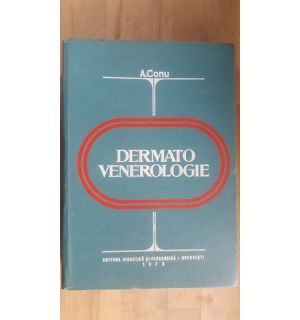 A. Conu
DERMATO
VENEROLOGIE
EDITURA DIDACTICĂ ȘI PEDAGOGICĂ • BUCUREȘTI